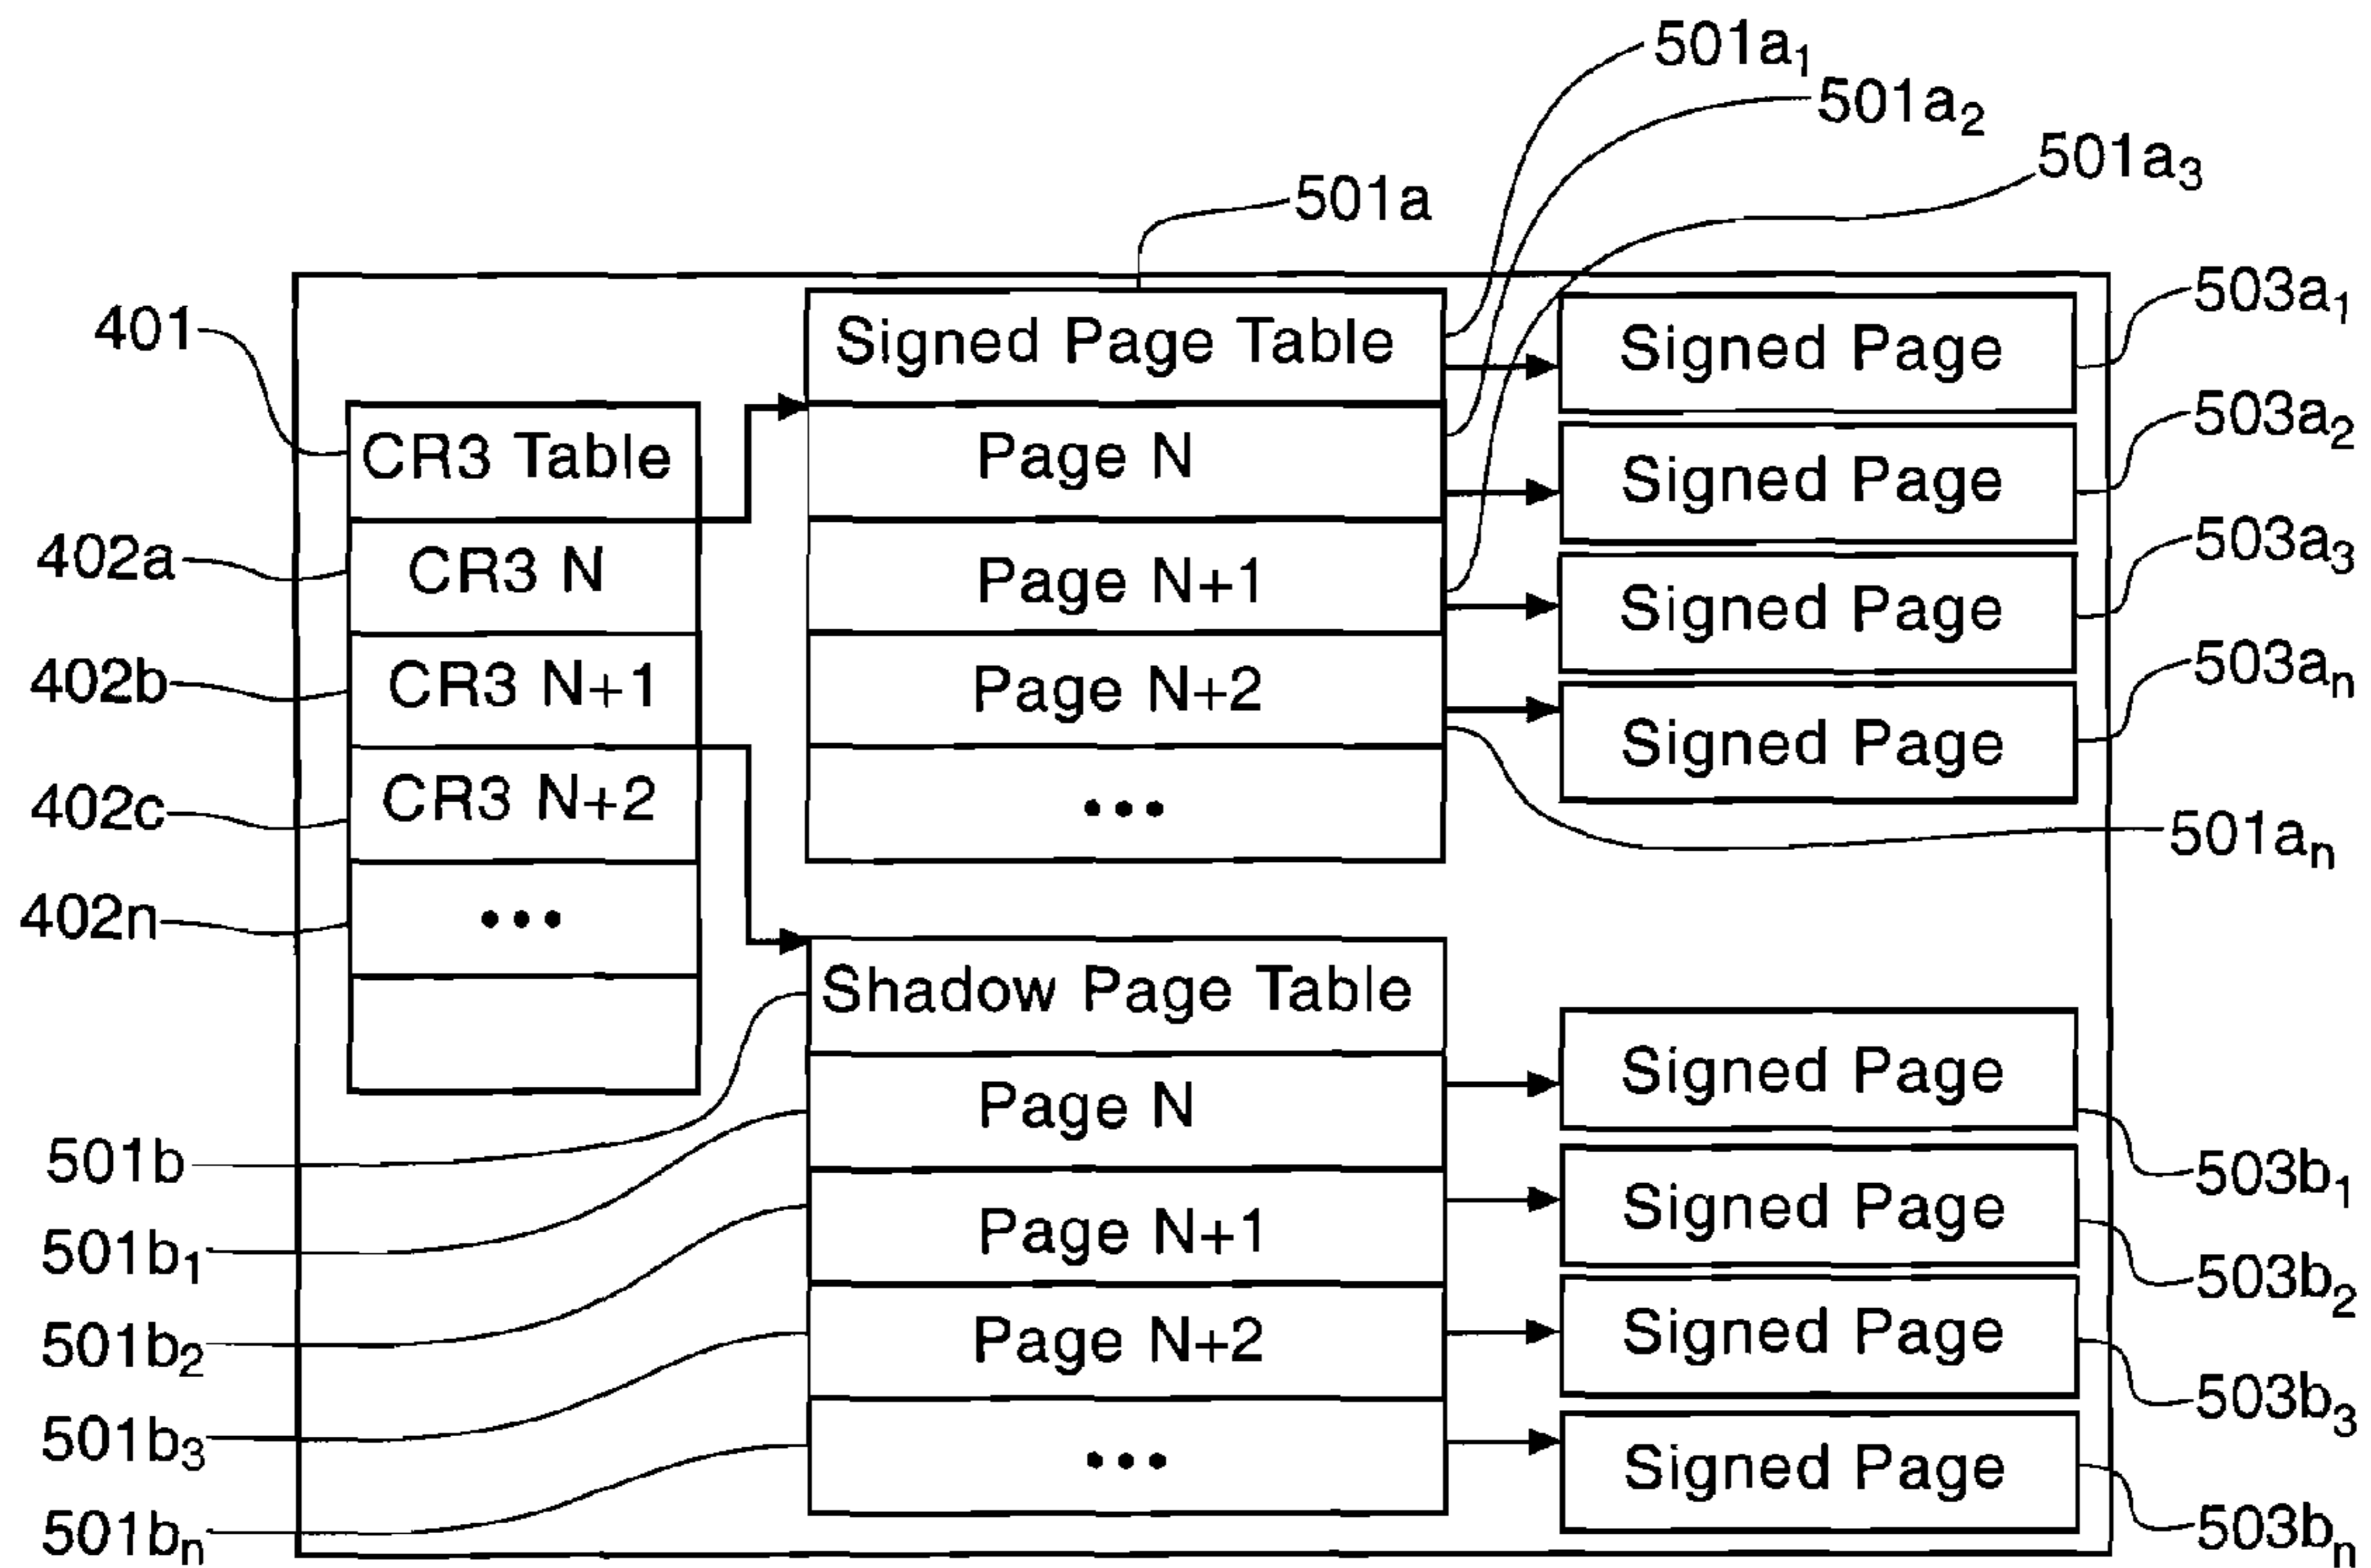 501a₁
501a₂
501a₃
501a
401
402a
402b
402c
402n
CR3 Table
CR3 N
CR3 N+1
CR3 N+2
•••
Signed Page Table
Page N
Page N+1
Page N+2
•••
Signed Page
Signed Page
Signed Page
Signed Page
503a₁
503a₂
503a₃
503aₙ
501aₙ
501b
501b₁
501b₂
501b₃
501bₙ
Shadow Page Table
Page N
Page N+1
Page N+2
•••
Signed Page
Signed Page
Signed Page
Signed Page
503b₁
503b₂
503b₃
503bₙ